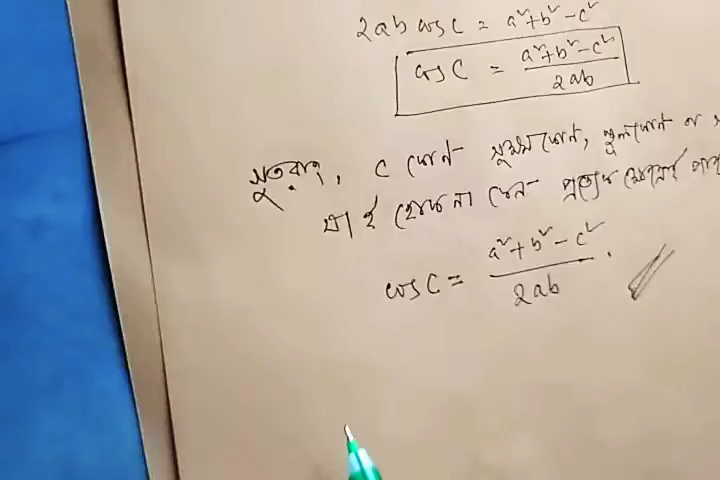 2ab cos C = a²+b²-c²
cos C = a²+b²-c² / 2ab
সুতরাং, C কোন সূক্ষ্মকোন, স্থূলকোন বা স
যা ই হোক না কেন প্রত্যেক ক্ষেত্রেই পা
cos C = a²+b²-c² / 2ab .